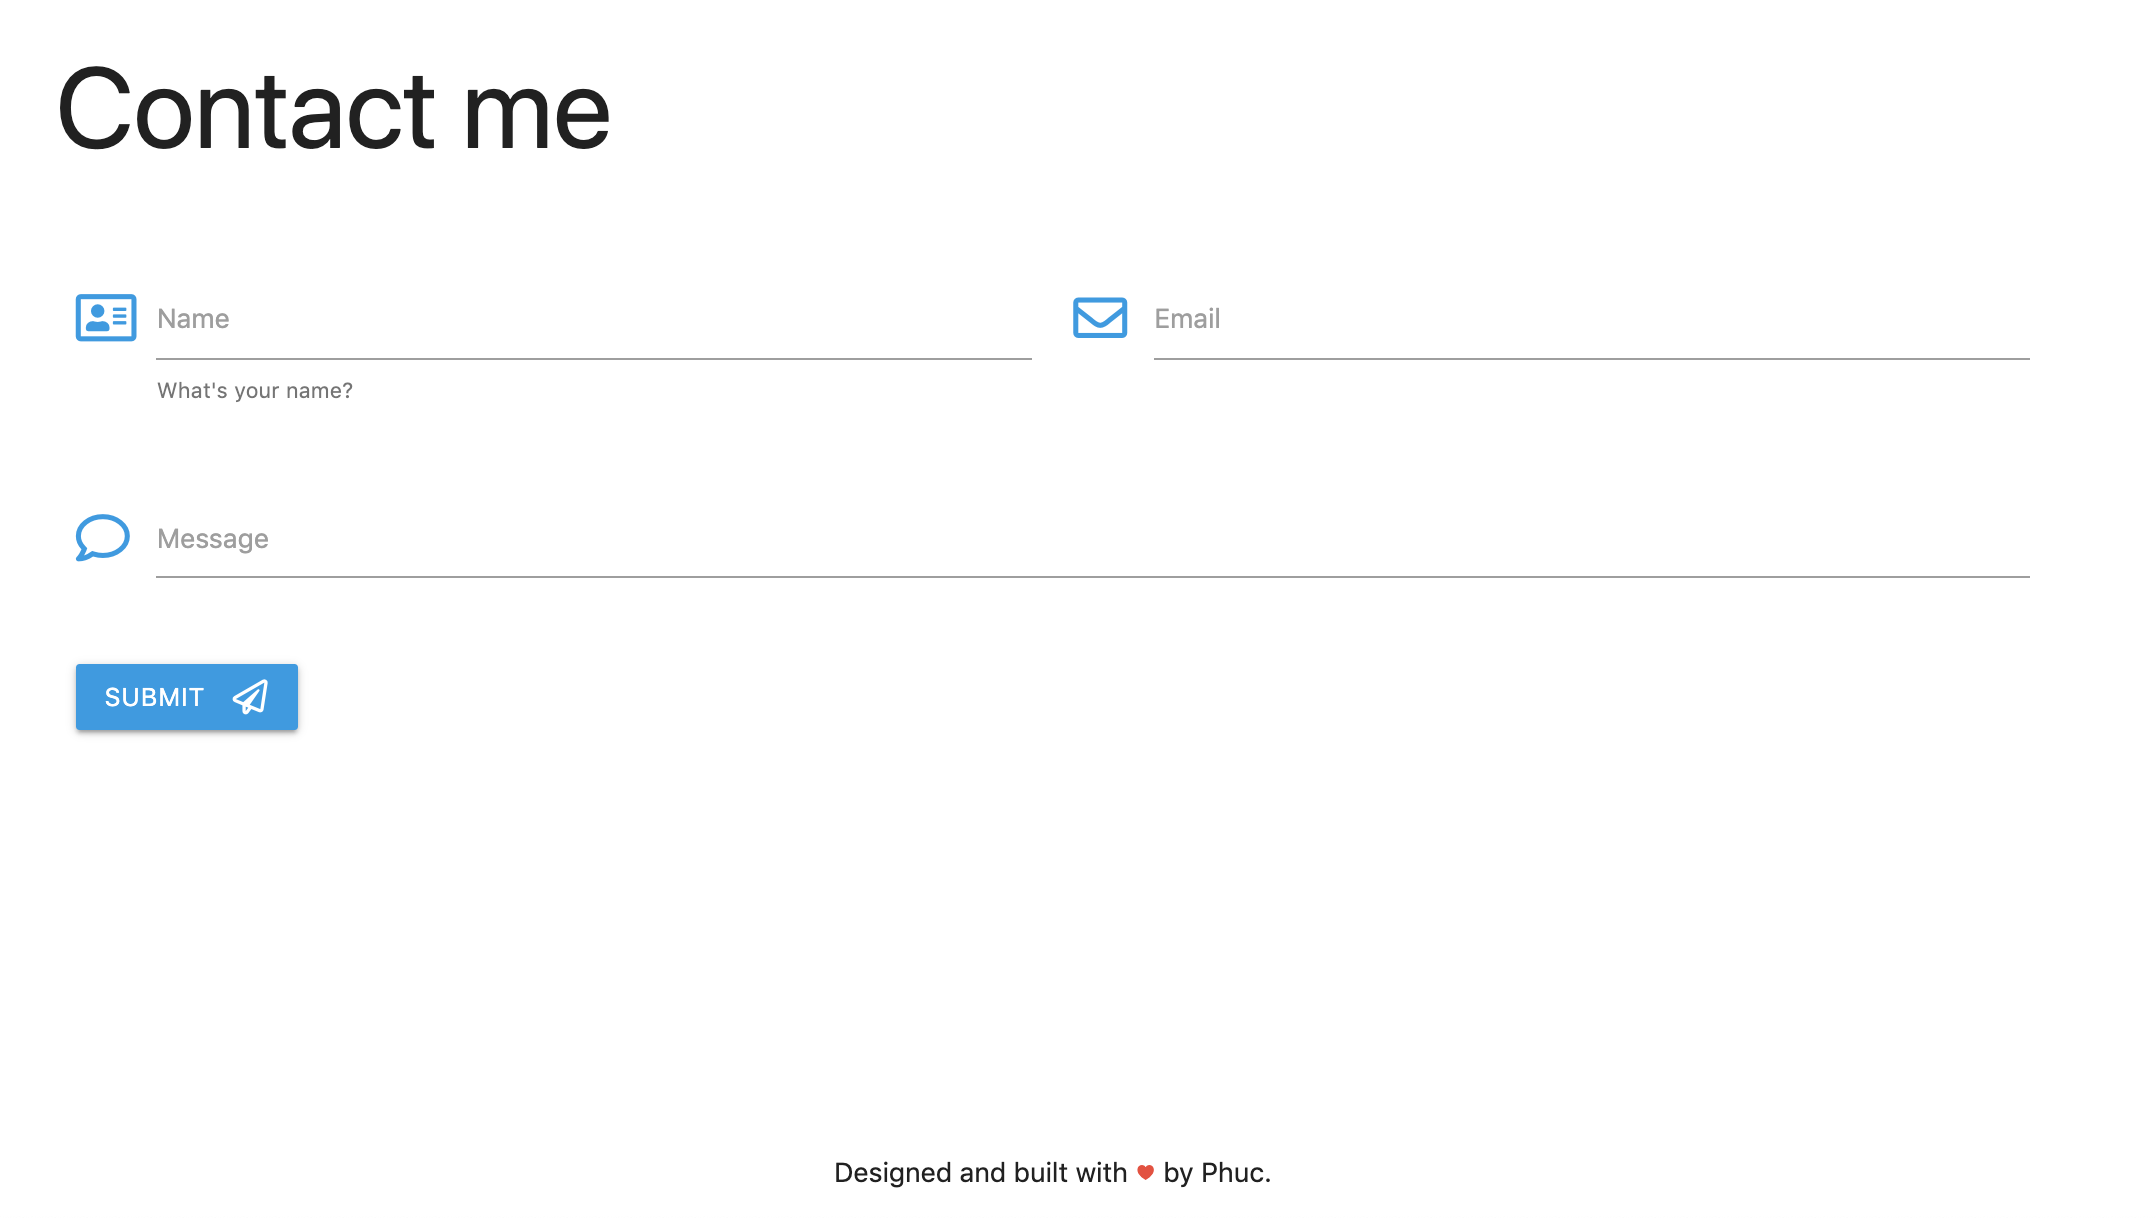 Contact me
Name
Email
What's your name?
Message
SUBMIT
Designed and built with ❤ by Phuc.